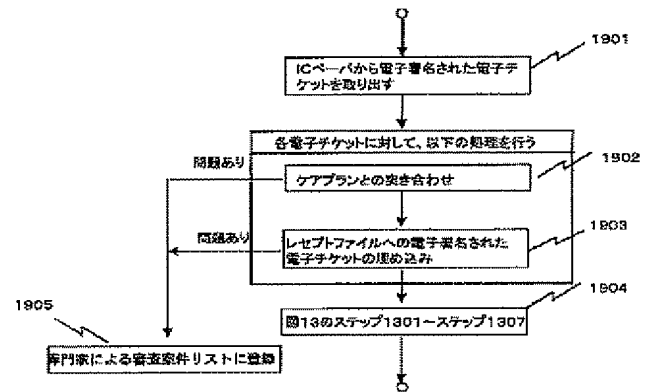 1901
ICペーパから電子署名された電子チ
ケットを取り出す
各電子チケットに対して、以下の処理を行う
問題あり
1902
ケアプランとの突き合わせ
問題あり
1903
レセプトファイルへの電子署名された
電子チケットの埋め込み
1904
図13のステップ1301～ステップ1307
1905
専門家による審査案件リストに登録